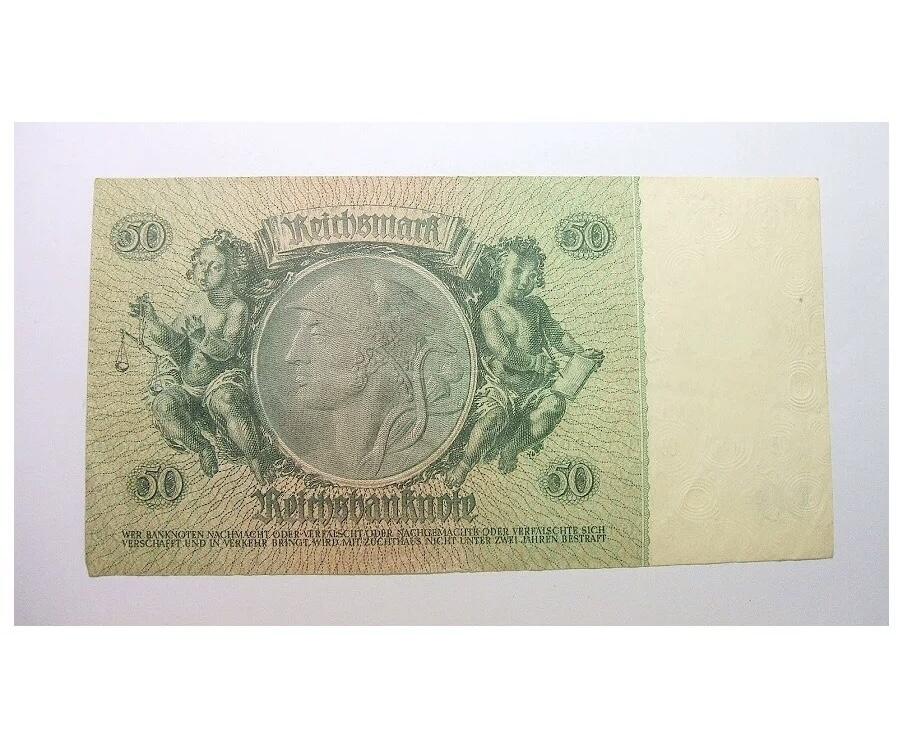 50
Reichsmark
50
50
Reichsbanknote
50
WER BANKNOTEN NACHMACHT ODER VERFÄLSCHT ODER NACHGEMACHTE ODER VERFÄLSCHTE SICH
VERSCHAFFT UND IN VERKEHR BRINGT, WIRD MIT ZUCHTHAUS NICHT UNTER ZWEI JAHREN BESTRAFT